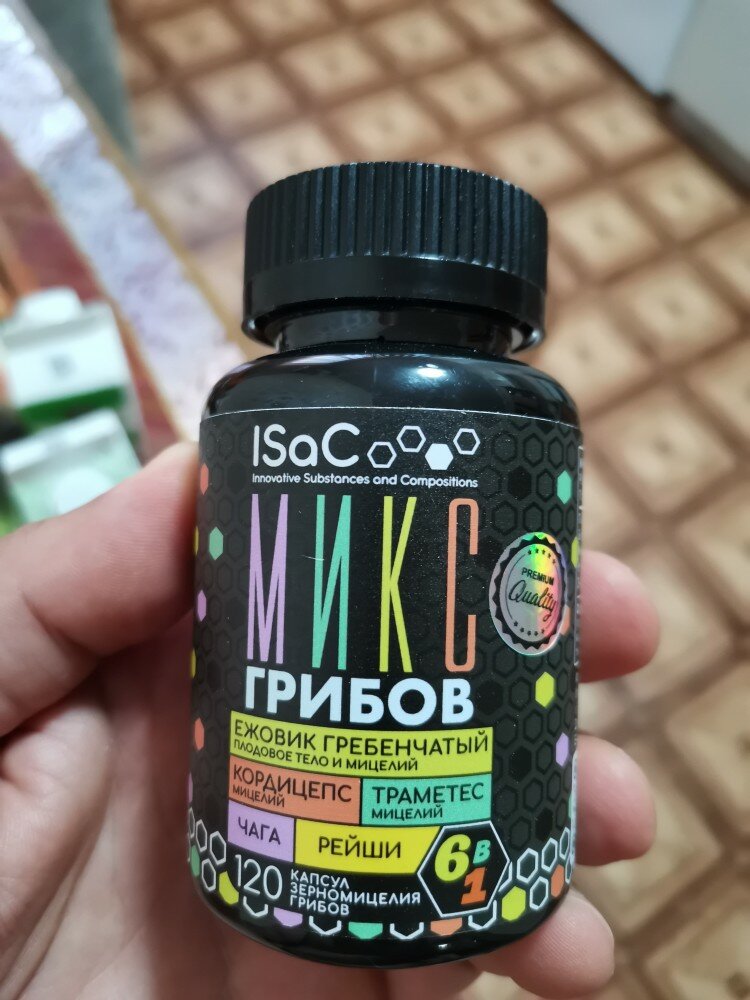 ISaC
Innovative Substances and Compositions
МИКС
PREMIUM
Quality
ГРИБОВ
ЕЖОВИК ГРЕБЕНЧАТЫЙ
ПЛОДОВОЕ ТЕЛО И МИЦЕЛИЙ
КОРДИЦЕПС
МИЦЕЛИЙ
ТРАМЕТЕС
МИЦЕЛИЙ
ЧАГА
РЕЙШИ
6 В 1
120 КАПСУЛ
ЗЕРНОМИЦЕЛИЯ
ГРИБОВ